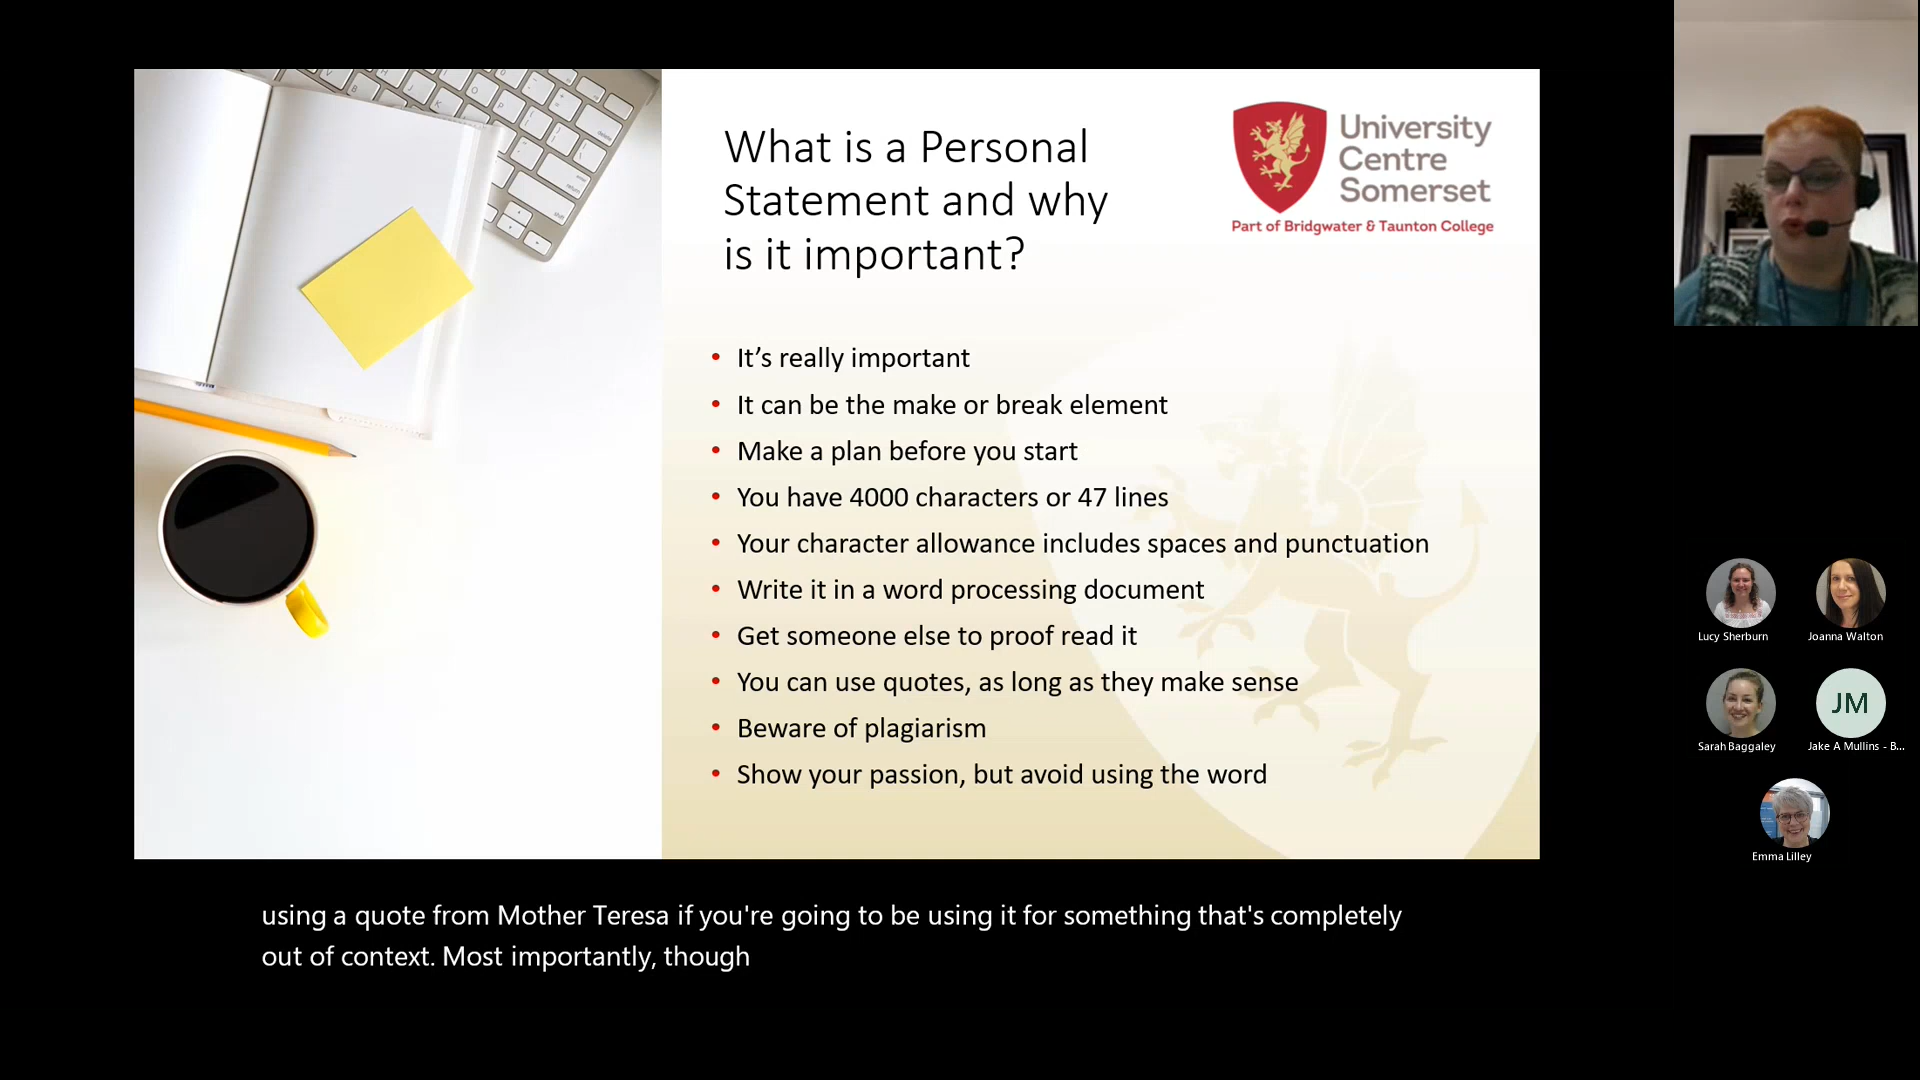 What is a Personal
Statement and why
is it important?
University
Centre
Somerset
Part of Bridgwater & Taunton College
• It’s really important
• It can be the make or break element
• Make a plan before you start
• You have 4000 characters or 47 lines
• Your character allowance includes spaces and punctuation
• Write it in a word processing document
• Get someone else to proof read it
• You can use quotes, as long as they make sense
• Beware of plagiarism
• Show your passion, but avoid using the word
Lucy Sherburn
Joanna Walton
JM
Sarah Baggaley
Jake A Mullins - B...
Emma Lilley
using a quote from Mother Teresa if you're going to be using it for something that's completely
out of context. Most importantly, though